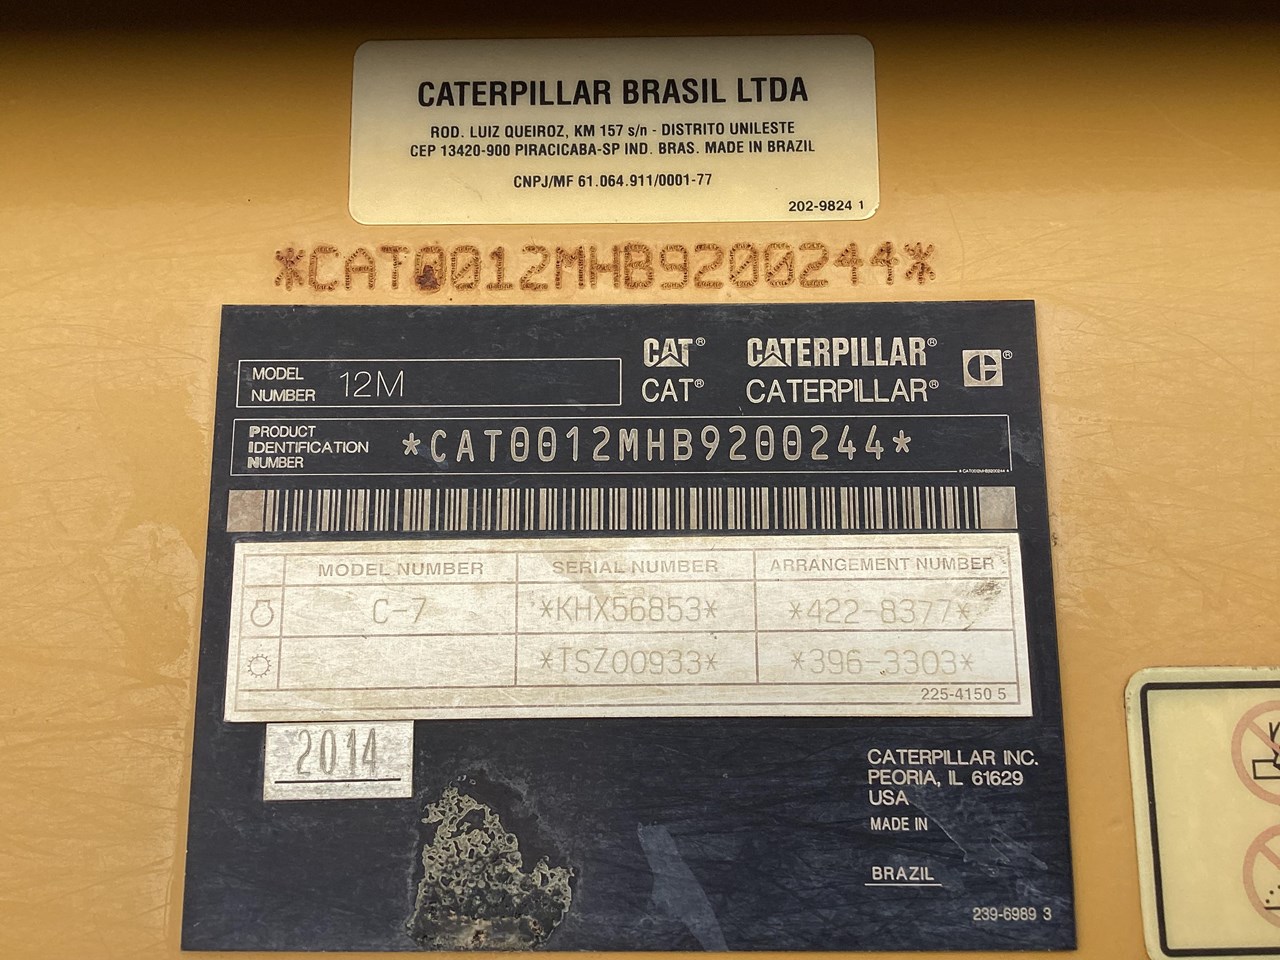 CATERPILLAR BRASIL LTDA
ROD. LUIZ QUEIROZ, KM 157 s/n - DISTRITO UNILESTE
CEP 13420-900 PIRACICABA-SP IND. BRAS. MADE IN BRAZIL
CNPJ/MF 61.064.911/0001-77
202-9824 1
*CAT0012MHB9200244*
CAT® CATERPILLAR® ®
CAT® CATERPILLAR®
MODEL NUMBER 12M
PRODUCT IDENTIFICATION NUMBER *CAT0012MHB9200244*
*CAT0012MHB9200244*
MODEL NUMBER SERIAL NUMBER ARRANGEMENT NUMBER
C-7 *KHX56853* *422-8377*
*TSZ00933* *396-3303*
225-4150 5
2014
CATERPILLAR INC.
PEORIA, IL 61629
USA
MADE IN
BRAZIL
239-6989 3